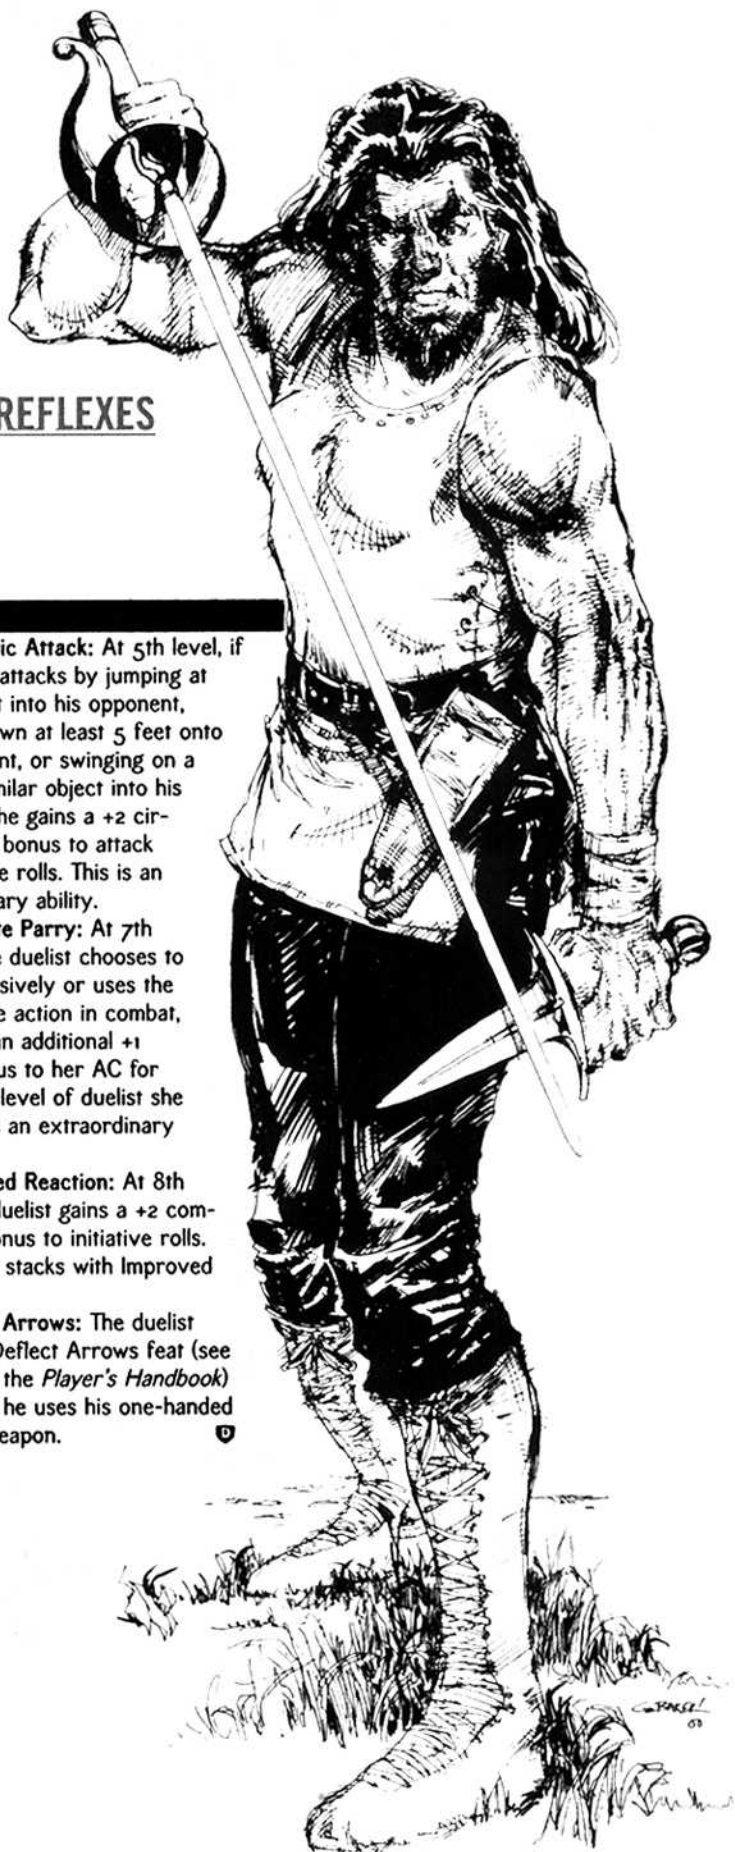 REFLEXES
ic Attack: At 5th level, if
attacks by jumping at
t into his opponent,
wn at least 5 feet onto
nt, or swinging on a
milar object into his
he gains a +2 cir-
bonus to attack
e rolls. This is an
ary ability.
te Parry: At 7th
e duelist chooses to
sively or uses the
e action in combat,
an additional +1
us to her AC for
level of duelist she
s an extraordinary
ed Reaction: At 8th
duelist gains a +2 com-
onus to initiative rolls.
stacks with Improved
Arrows: The duelist
Deflect Arrows feat (see
the Player's Handbook)
he uses his one-handed
eapon.